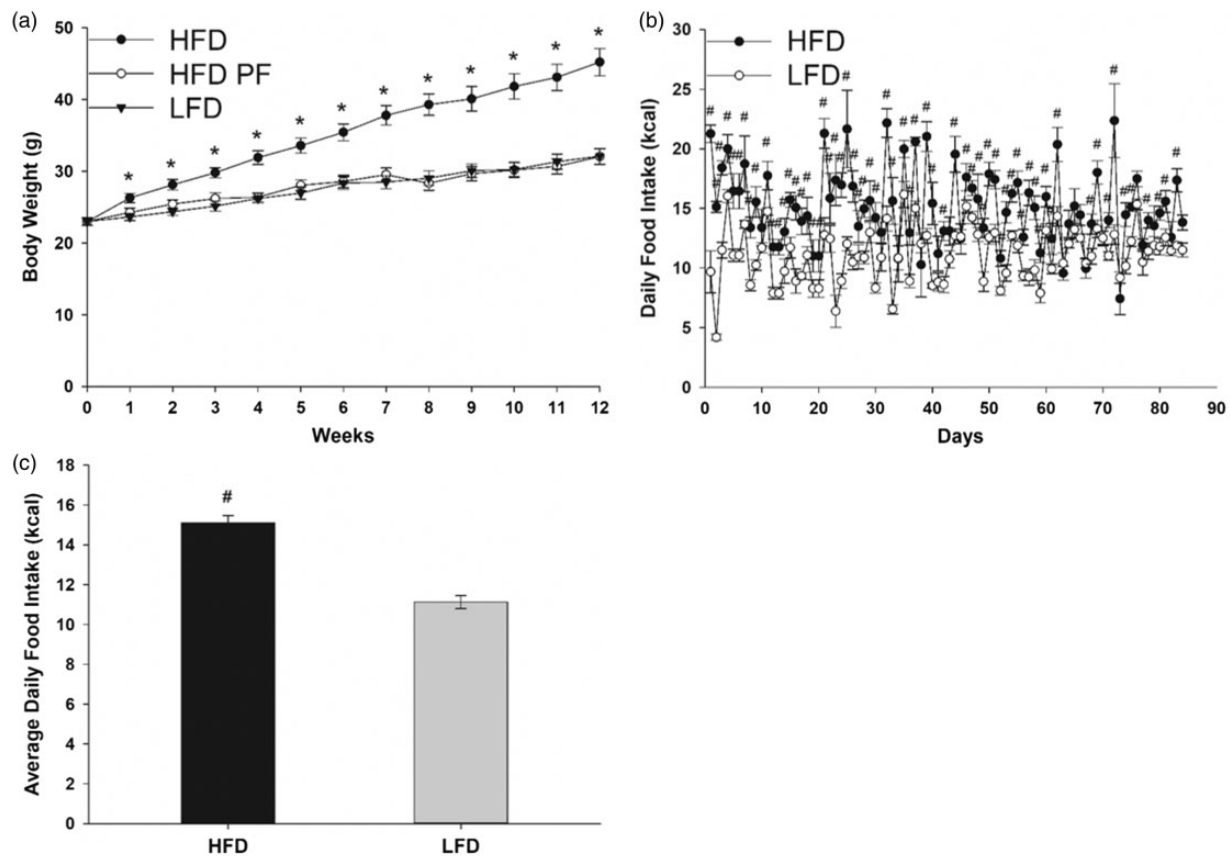 (a)
50
40
30
20
10
0
Body Weight (g)
HFD
HFD PF
LFD
* * * * * * * * * * * *
0 1 2 3 4 5 6 7 8 9 10 11 12
Weeks
(b)
30
25
20
15
10
5
0
Daily Food Intake (kcal)
HFD
LFD
0 10 20 30 40 50 60 70 80 90
Days
(c)
18
16
14
12
10
8
6
4
2
0
Average Daily Food Intake (kcal)
#
HFD LFD